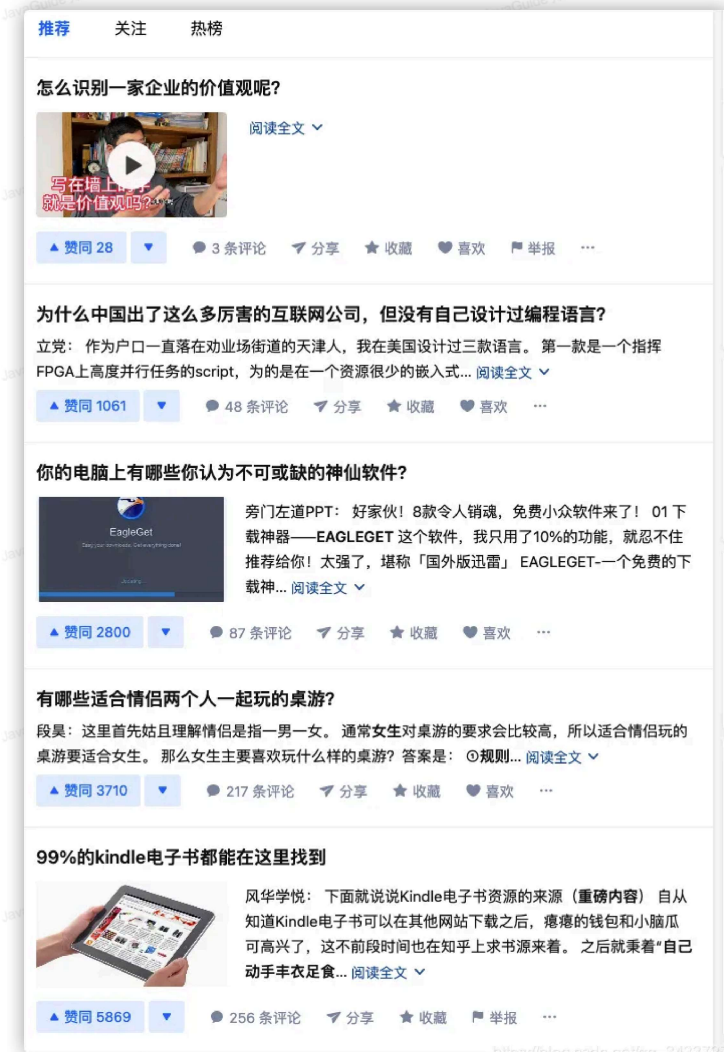 推荐 关注 热榜
怎么识别一家企业的价值观呢?
写在墙上的字
就是价值观吗?
阅读全文
赞同 28 3 条评论 分享 收藏 喜欢 举报 ...
为什么中国出了这么多厉害的互联网公司，但没有自己设计过编程语言?
立党： 作为户口一直落在劝业场街道的天津人，我在美国设计过三款语言。 第一款是一个指挥
FPGA上高度并行任务的script，为的是在一个资源很少的嵌入式... 阅读全文
赞同 1061 48 条评论 分享 收藏 喜欢 ...
你的电脑上有哪些你认为不可或缺的神仙软件?
EagleGet
旁门左道PPT： 好家伙！8款令人销魂，免费小众软件来了！ 01 下
载神器——EAGLEGET 这个软件，我只用了10%的功能，就忍不住
推荐给你！太强了，堪称「国外版迅雷」 EAGLEGET-一个免费的下
载神... 阅读全文
赞同 2800 87 条评论 分享 收藏 喜欢 ...
有哪些适合情侣两个人一起玩的桌游?
段昊：这里首先姑且理解情侣是指一男一女。 通常女生对桌游的要求会比较高，所以适合情侣玩的
桌游要适合女生。 那么女生主要喜欢玩什么样的桌游？答案是： ①规则... 阅读全文
赞同 3710 217 条评论 分享 收藏 喜欢 ...
99%的kindle电子书都能在这里找到
风华学悦： 下面就说说Kindle电子书资源的来源（重磅内容） 自从
知道Kindle电子书可以在其他网站下载之后，瘪瘪的钱包和小脑瓜
可高兴了，这不前段时间也在知乎上求书源来着。 之后就秉着“自己
动手丰衣足食... 阅读全文
赞同 5869 256 条评论 分享 收藏 举报 ...